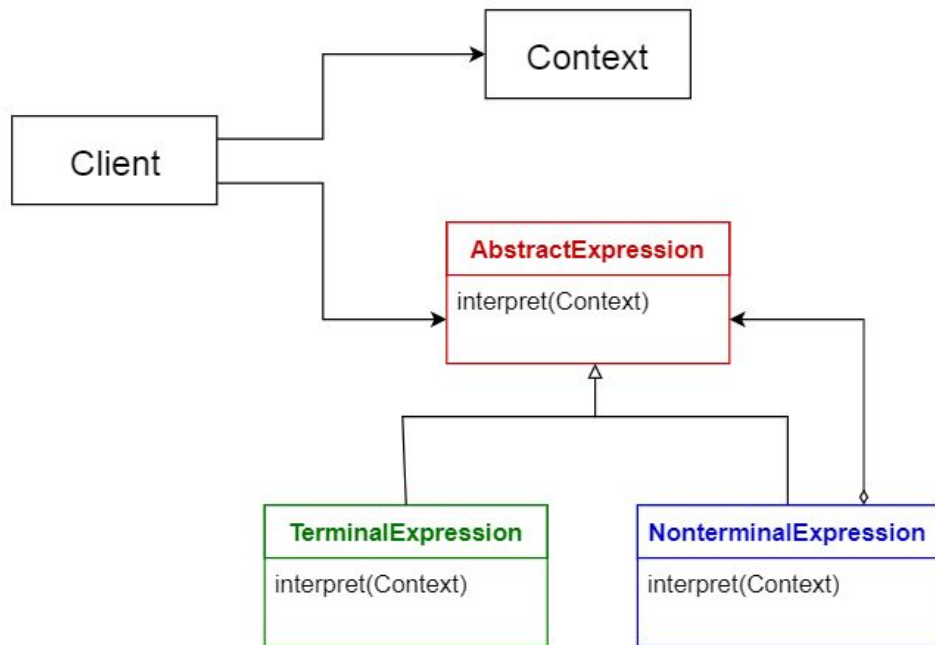 Context
Client
AbstractExpression
interpret(Context)
TerminalExpression
interpret(Context)
NonterminalExpression
interpret(Context)